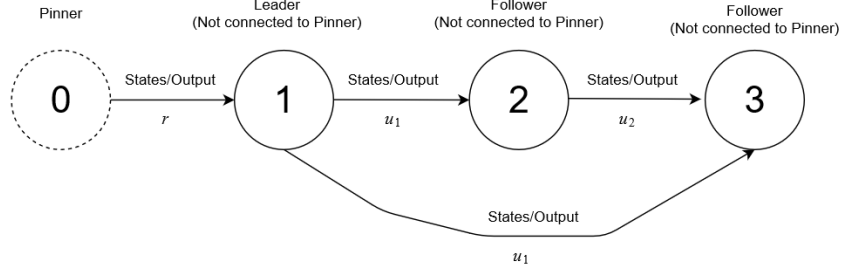 Pinner
Leader
(Not connected to Pinner)
Follower
(Not connected to Pinner)
Follower
(Not connected to Pinner)
0
States/Output
r
1
States/Output
u1
2
States/Output
u2
3
States/Output
u1